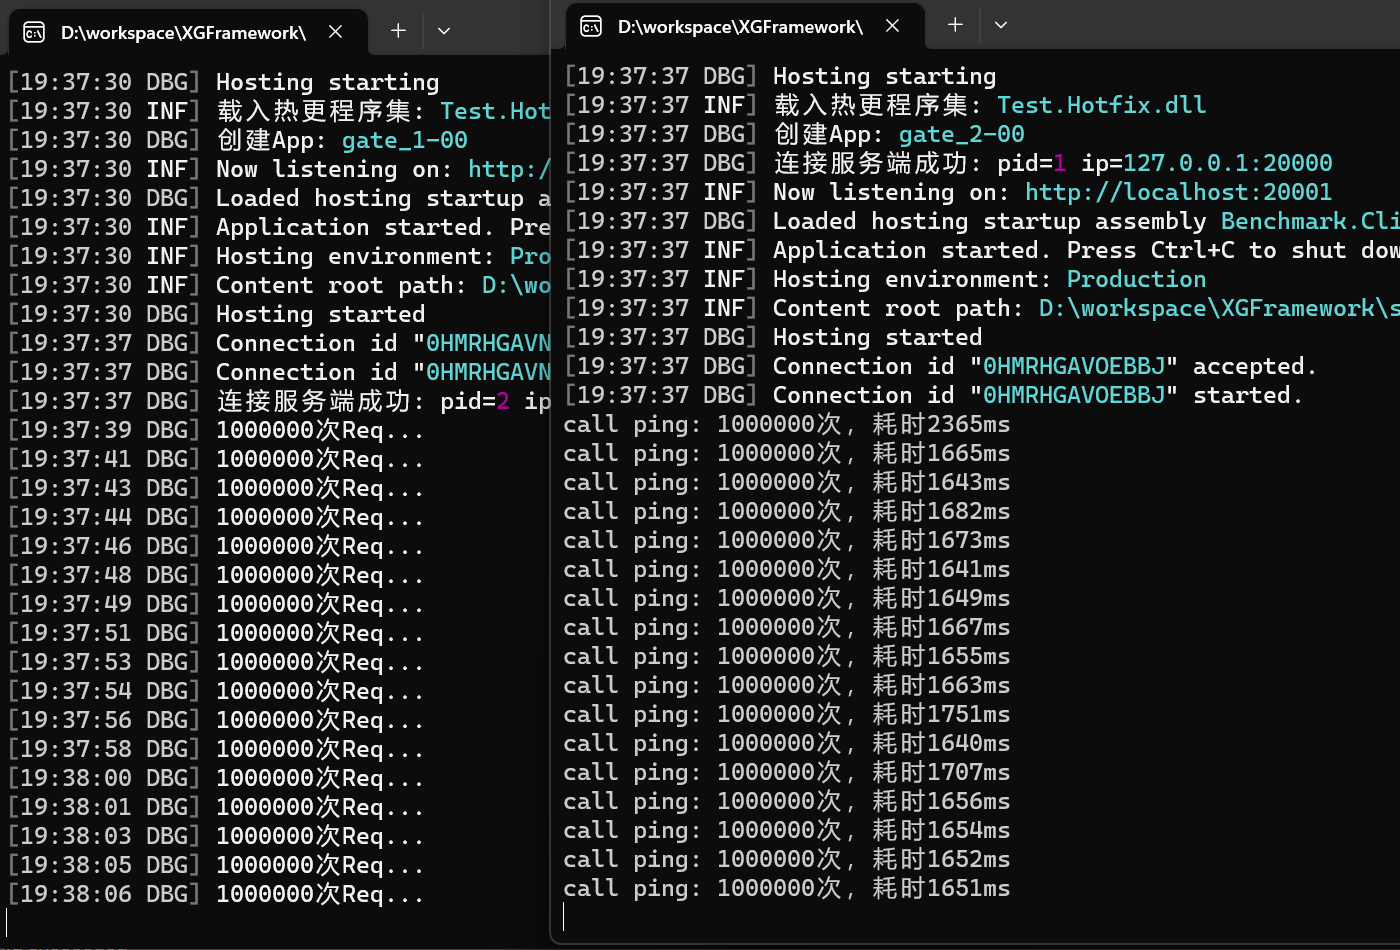 D:\workspace\XGFramework\
[19:37:30 DBG] Hosting starting
[19:37:30 INF] 载入热更程序集: Test.Hot
[19:37:30 DBG] 创建App: gate_1-00
[19:37:30 INF] Now listening on: http:/
[19:37:30 DBG] Loaded hosting startup a
[19:37:30 INF] Application started. Pre
[19:37:30 INF] Hosting environment: Pro
[19:37:30 INF] Content root path: D:\wo
[19:37:30 DBG] Hosting started
[19:37:37 DBG] Connection id "0HMRHGAVN
[19:37:37 DBG] Connection id "0HMRHGAVN
[19:37:37 DBG] 连接服务端成功: pid=2 ip
[19:37:39 DBG] 1000000次Req...
[19:37:41 DBG] 1000000次Req...
[19:37:43 DBG] 1000000次Req...
[19:37:44 DBG] 1000000次Req...
[19:37:46 DBG] 1000000次Req...
[19:37:48 DBG] 1000000次Req...
[19:37:49 DBG] 1000000次Req...
[19:37:51 DBG] 1000000次Req...
[19:37:53 DBG] 1000000次Req...
[19:37:54 DBG] 1000000次Req...
[19:37:56 DBG] 1000000次Req...
[19:37:58 DBG] 1000000次Req...
[19:38:00 DBG] 1000000次Req...
[19:38:01 DBG] 1000000次Req...
[19:38:03 DBG] 1000000次Req...
[19:38:05 DBG] 1000000次Req...
[19:38:06 DBG] 1000000次Req...
D:\workspace\XGFramework\
[19:37:37 DBG] Hosting starting
[19:37:37 INF] 载入热更程序集: Test.Hotfix.dll
[19:37:37 DBG] 创建App: gate_2-00
[19:37:37 DBG] 连接服务端成功: pid=1 ip=127.0.0.1:20000
[19:37:37 INF] Now listening on: http://localhost:20001
[19:37:37 DBG] Loaded hosting startup assembly Benchmark.Cli
[19:37:37 INF] Application started. Press Ctrl+C to shut dow
[19:37:37 INF] Hosting environment: Production
[19:37:37 INF] Content root path: D:\workspace\XGFramework\s
[19:37:37 DBG] Hosting started
[19:37:37 DBG] Connection id "0HMRHGAVOEBBJ" accepted.
[19:37:37 DBG] Connection id "0HMRHGAVOEBBJ" started.
call ping: 1000000次, 耗时2365ms
call ping: 1000000次, 耗时1665ms
call ping: 1000000次, 耗时1643ms
call ping: 1000000次, 耗时1682ms
call ping: 1000000次, 耗时1673ms
call ping: 1000000次, 耗时1641ms
call ping: 1000000次, 耗时1649ms
call ping: 1000000次, 耗时1667ms
call ping: 1000000次, 耗时1655ms
call ping: 1000000次, 耗时1663ms
call ping: 1000000次, 耗时1751ms
call ping: 1000000次, 耗时1640ms
call ping: 1000000次, 耗时1707ms
call ping: 1000000次, 耗时1656ms
call ping: 1000000次, 耗时1654ms
call ping: 1000000次, 耗时1652ms
call ping: 1000000次, 耗时1651ms